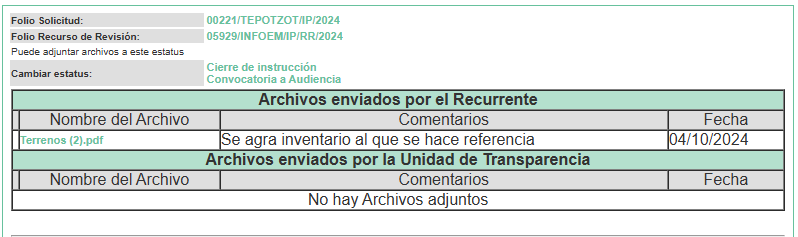 Folio Solicitud: 00221/TEPOTZOT/IP/2024
Folio Recurso de Revisión: 05929/INFOEM/IP/RR/2024
Puede adjuntar archivos a este estatus
Cambiar estatus: Cierre de instrucción
Convocatoria a Audiencia
Archivos enviados por el Recurrente
Nombre del Archivo Comentarios Fecha
Terrenos (2).pdf Se agra inventario al que se hace referencia 04/10/2024
Archivos enviados por la Unidad de Transparencia
Nombre del Archivo Comentarios Fecha
No hay Archivos adjuntos